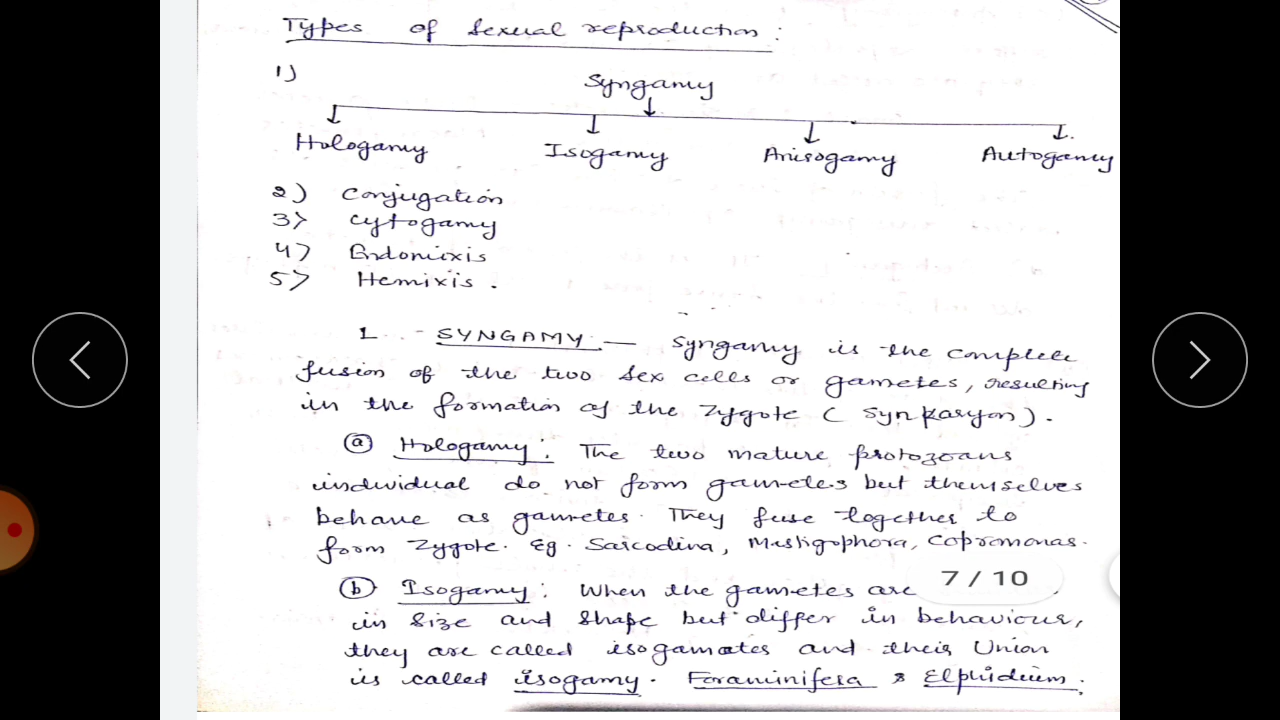 Types of Sexual reproduction :
1) Syngamy
Hologamy Isogamy Anisogamy Autogamy
2) Conjugation
3) Cytogamy
4) Endomixis
5) Hemixis .
1 . SYNGAMY — Syngamy is the complete
fusion of the two sex cells or gametes, resulting
in the formation of the Zygote ( Synkaryon ) .
(a) Hologamy : The two mature protozoans
individual do not form gametes but themselves
behave as gametes. They fuse together to
form Zygote. Eg. Sarcodina, Mastigophora, Copromonas.
7 / 10
(b) Isogamy : When the gametes are
in size and shape but differ in behaviour,
they are called isogamates and their Union
is called isogamy. Foraminifera & Elphidium.